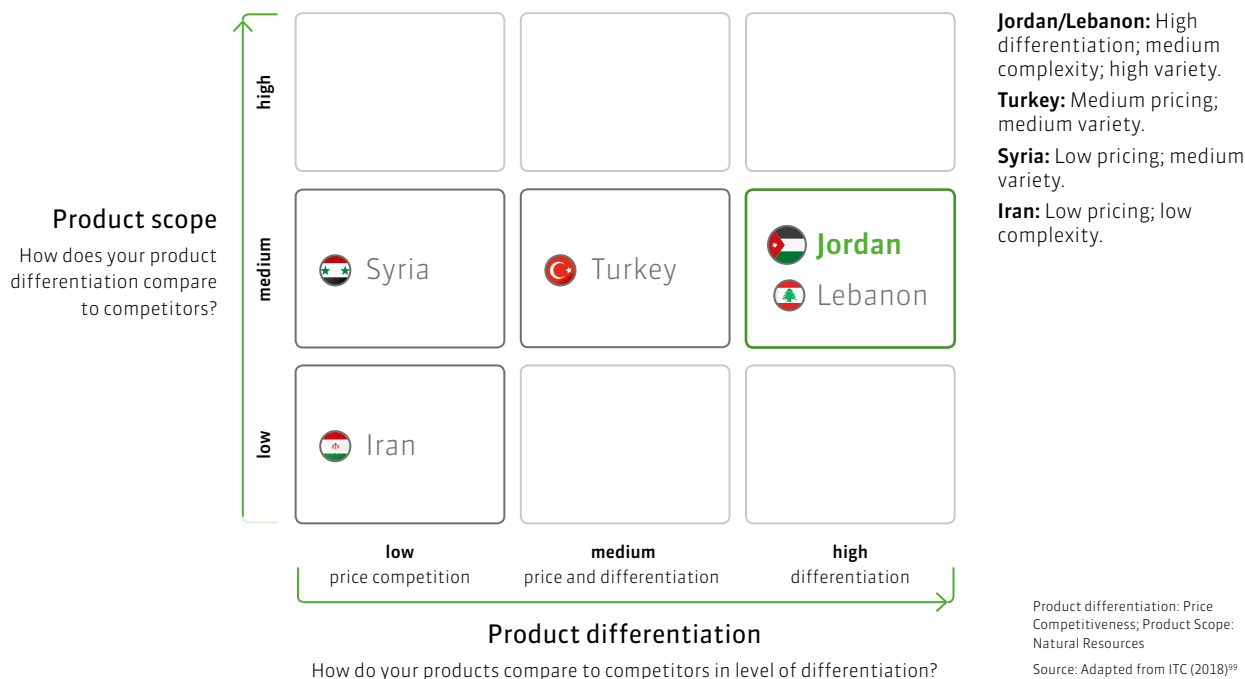 high
medium
low
Product scope
How does your product
differentiation compare
to competitors?
Syria
Turkey
Jordan
Lebanon
Iran
low
price competition
medium
price and differentiation
high
differentiation
Product differentiation
How do your products compare to competitors in level of differentiation?
Jordan/Lebanon: High
differentiation; medium
complexity; high variety.
Turkey: Medium pricing;
medium variety.
Syria: Low pricing; medium
variety.
Iran: Low pricing; low
complexity.
Product differentiation: Price
Competitiveness; Product Scope:
Natural Resources
Source: Adapted from ITC (2018)⁹⁹